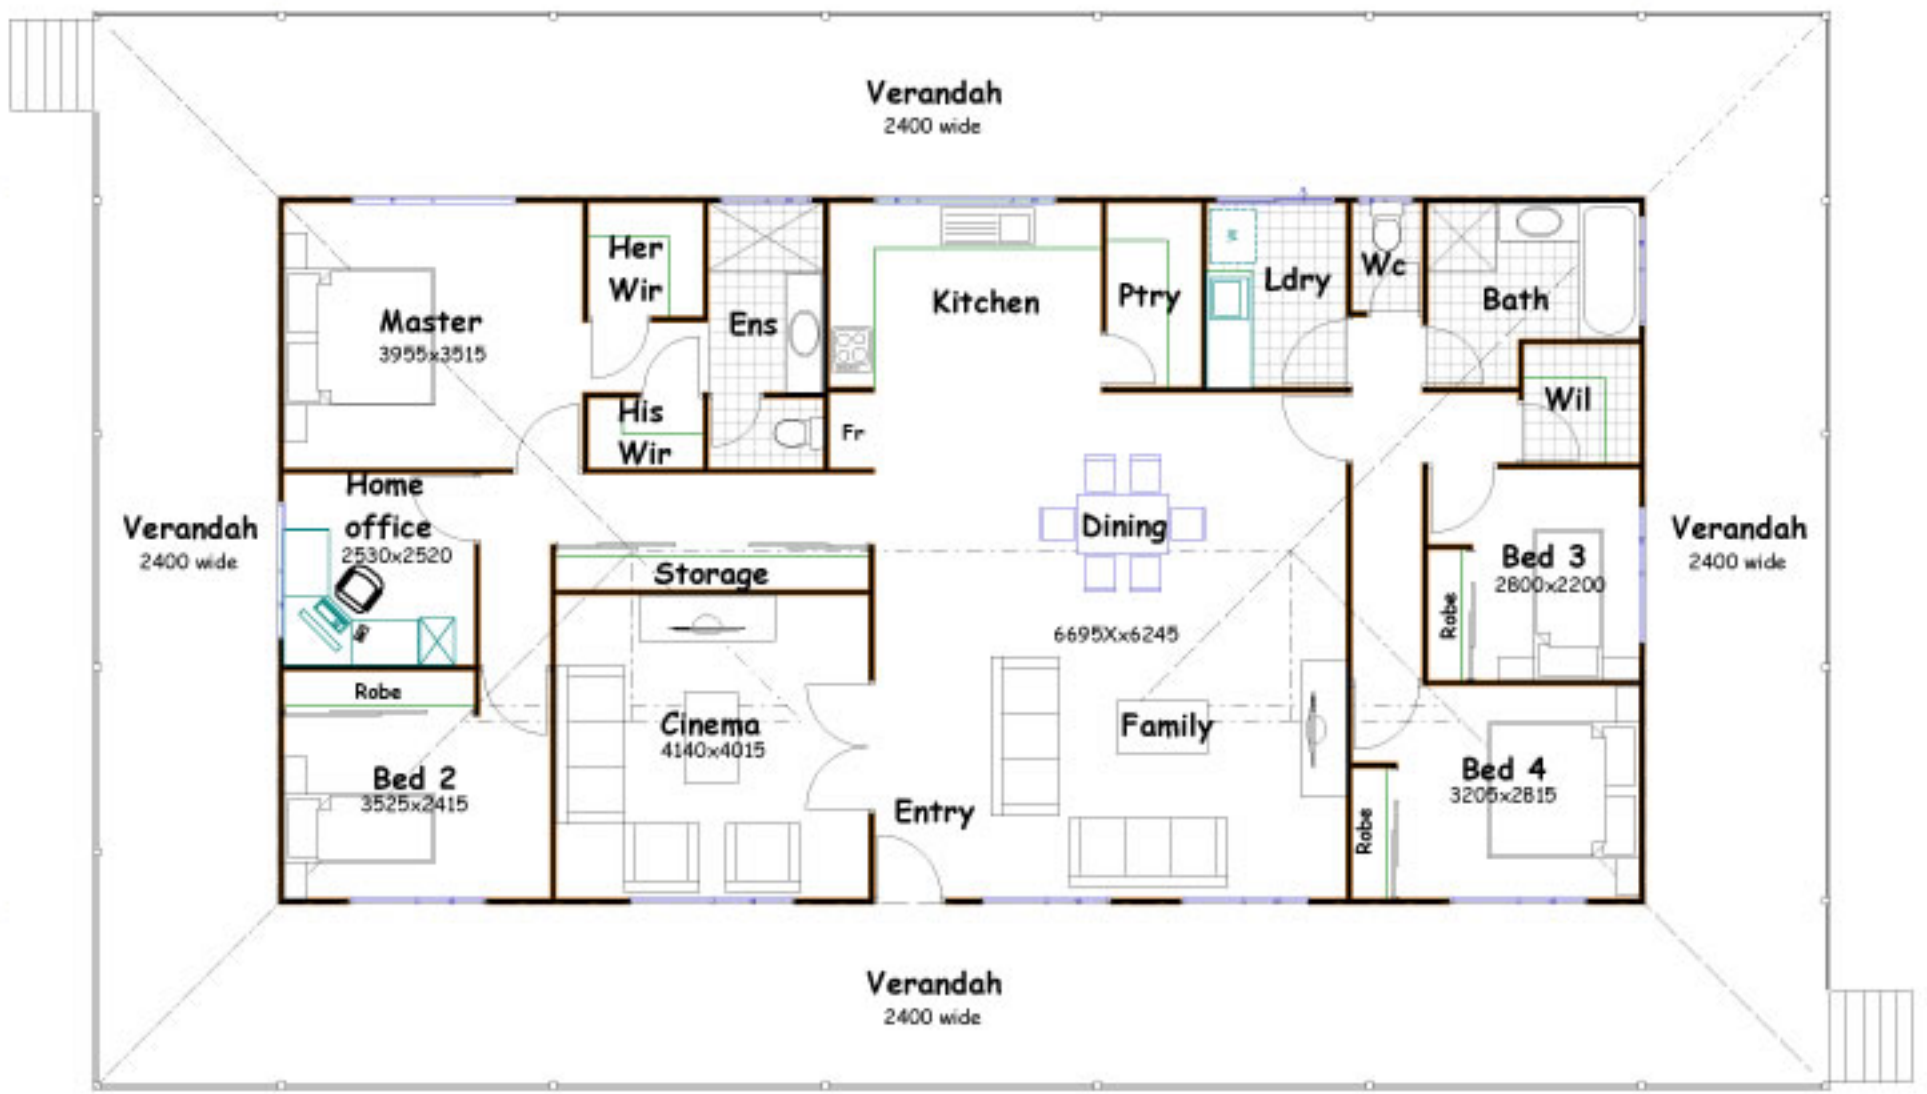 Verandah
2400 wide
Her
Wir
Master
3955x3515
Ens
Kitchen
Ptry
Ldry
Wc
Bath
His
Wir
Fr
Wil
Home
office
2530x2520
Verandah
2400 wide
Dining
Verandah
2400 wide
Storage
Bed 3
2800x2200
Robe
6695Xx6245
Robe
Cinema
4140x4015
Family
Bed 2
3525x2415
Bed 4
3205x2815
Entry
Robe
Verandah
2400 wide